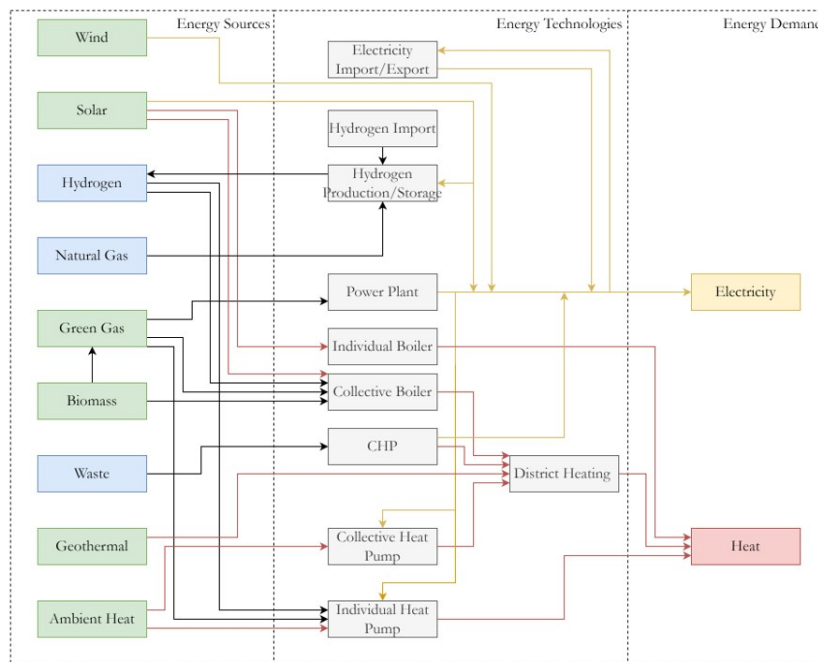 Energy Sources
Energy Technologies
Energy Demand
Wind
Solar
Hydrogen
Natural Gas
Green Gas
Biomass
Waste
Geothermal
Ambient Heat
Electricity
Import/Export
Hydrogen Import
Hydrogen
Production/Storage
Power Plant
Individual Boiler
Collective Boiler
CHP
District Heating
Collective Heat
Pump
Individual Heat
Pump
Electricity
Heat